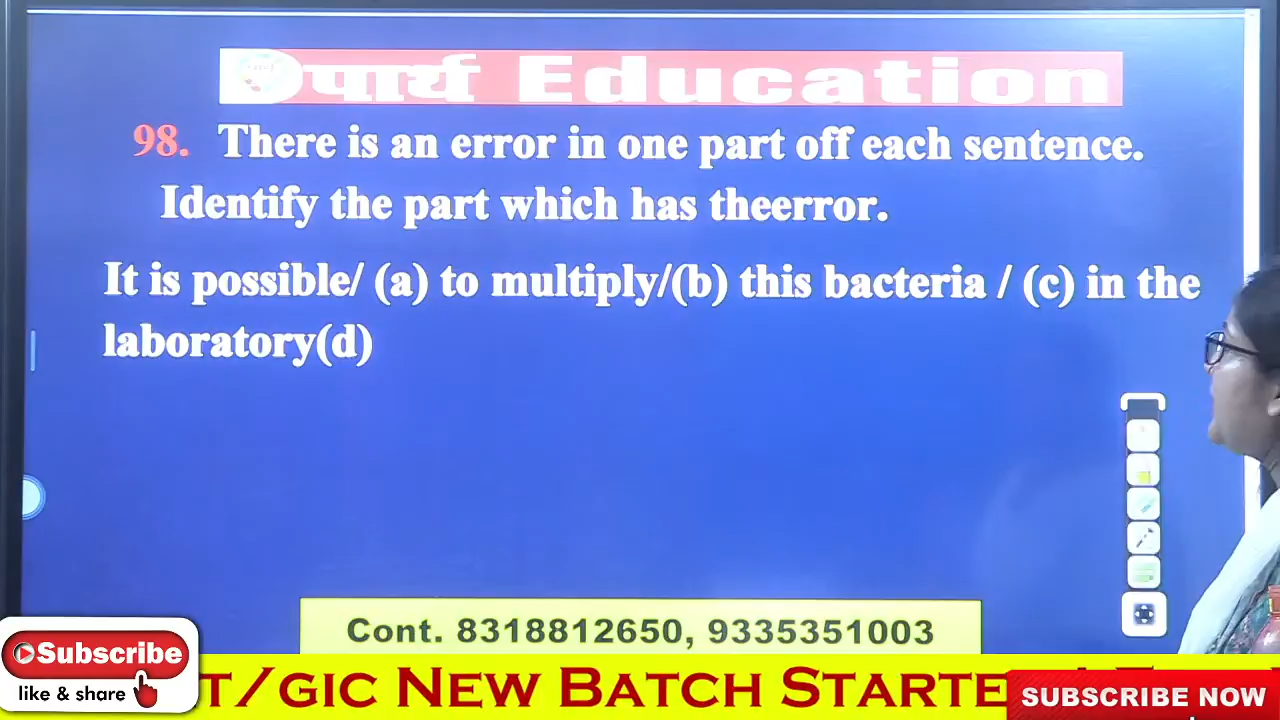 पार्थ Education
98. There is an error in one part off each sentence.
Identify the part which has theerror.
It is possible/ (a) to multiply/(b) this bacteria / (c) in the
laboratory(d)
Cont. 8318812650, 9335351003
Subscribe
like & share
T/GIC NEW BATCH STARTE
SUBSCRIBE NOW